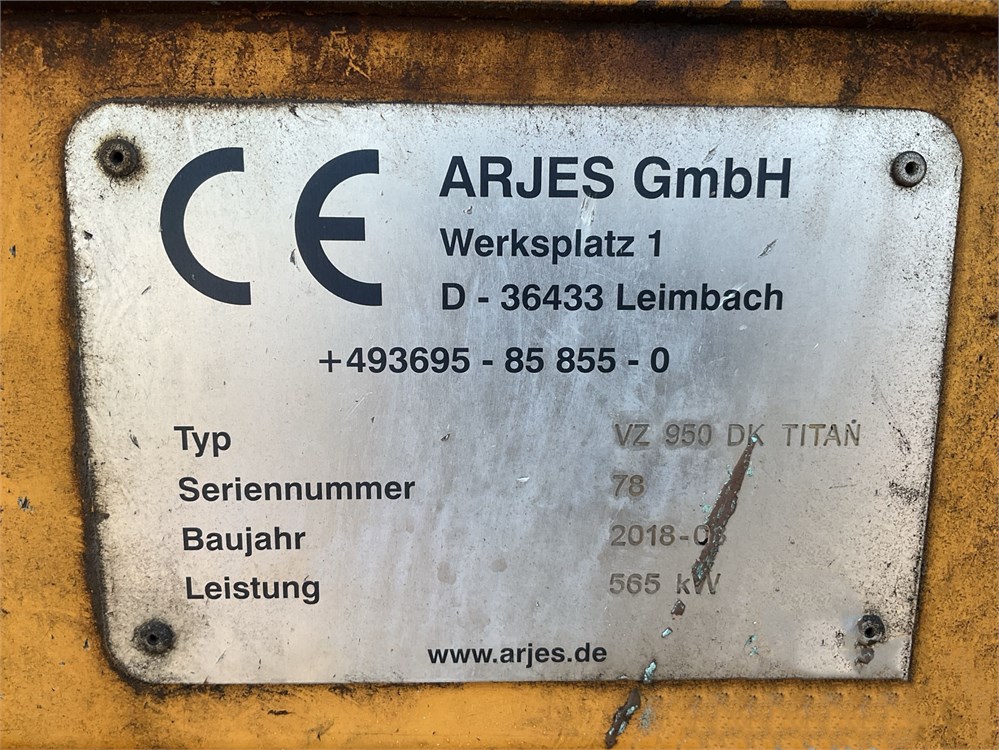 CE ARJES GmbH
Werksplatz 1
D - 36433 Leimbach
+493695 - 85 855 - 0
Typ VZ 950 DK TITAN
Seriennummer 78
Baujahr
Leistung 565 kW
www.arjes.de